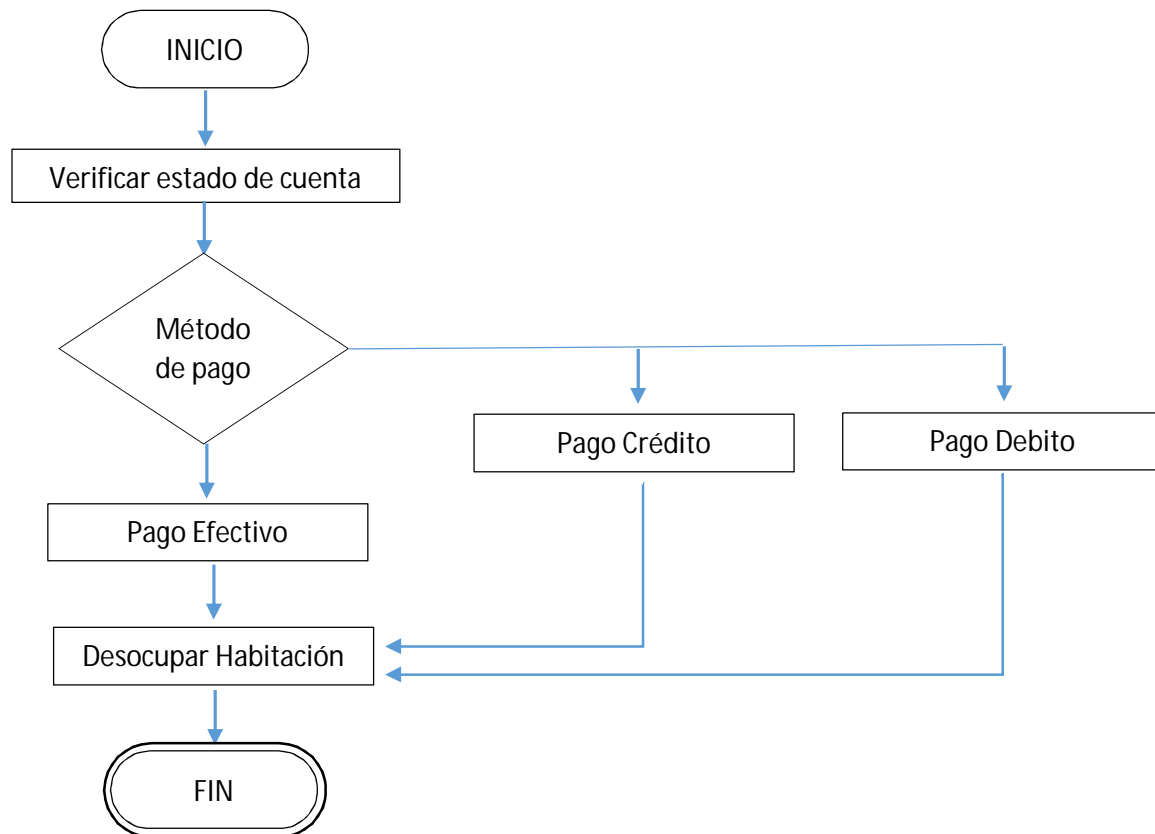 INICIO
Verificar estado de cuenta
Método
de pago
Pago Crédito
Pago Debito
Pago Efectivo
Desocupar Habitación
FIN